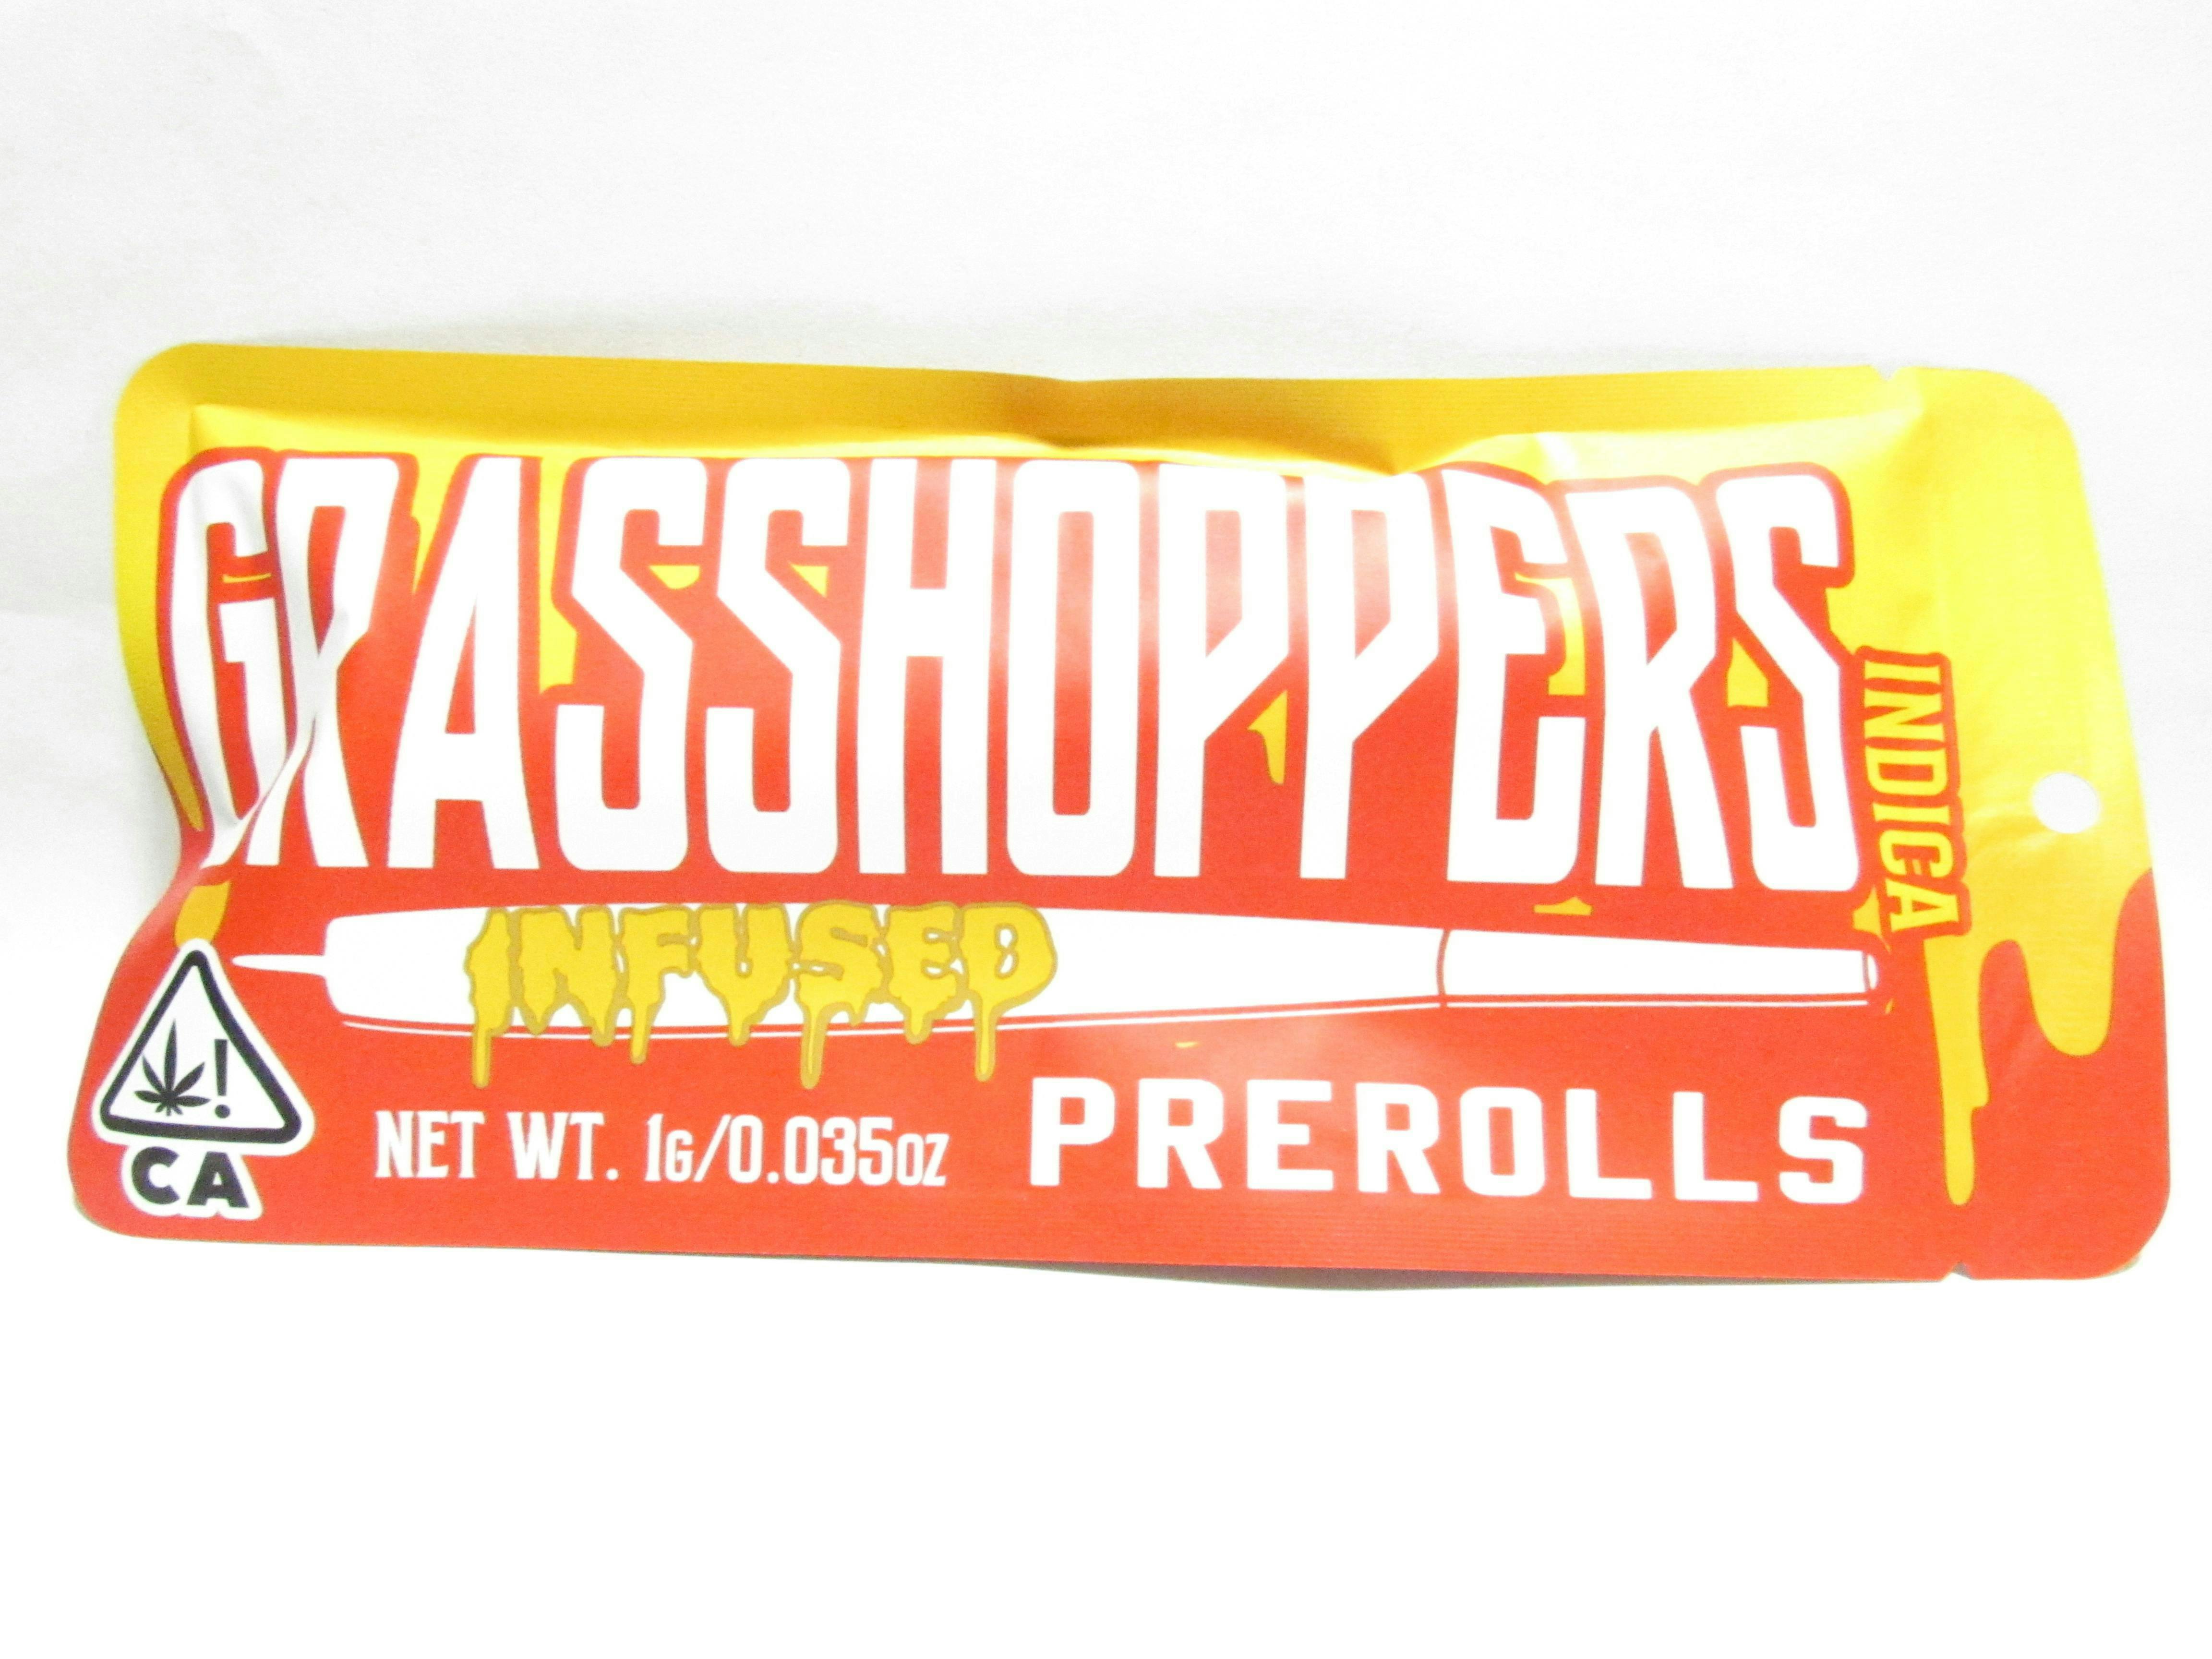 GRASSHOPPERS
INDICA
INFUSED
!
CA
NET WT. 1G/0.035OZ
PREROLLS